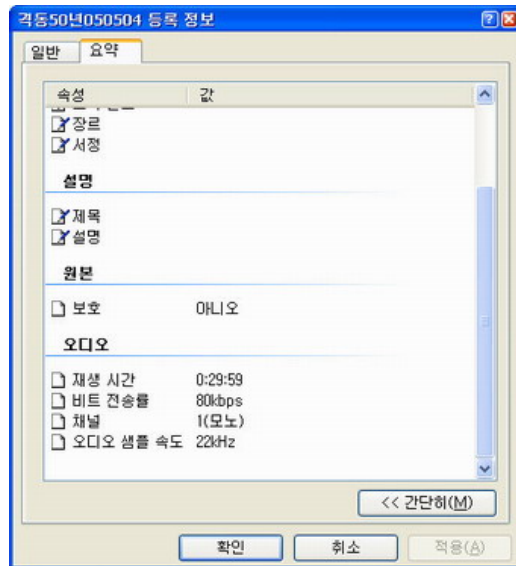 격동50년050504 등록 정보
일반 요약
속성 값
장르
서정
설명
제목
설명
원본
보호 아니오
오디오
재생 시간 0:29:59
비트 전송률 80kbps
채널 1(모노)
오디오 샘플 속도 22kHz
<< 간단히(M)
확인 취소 적용(A)